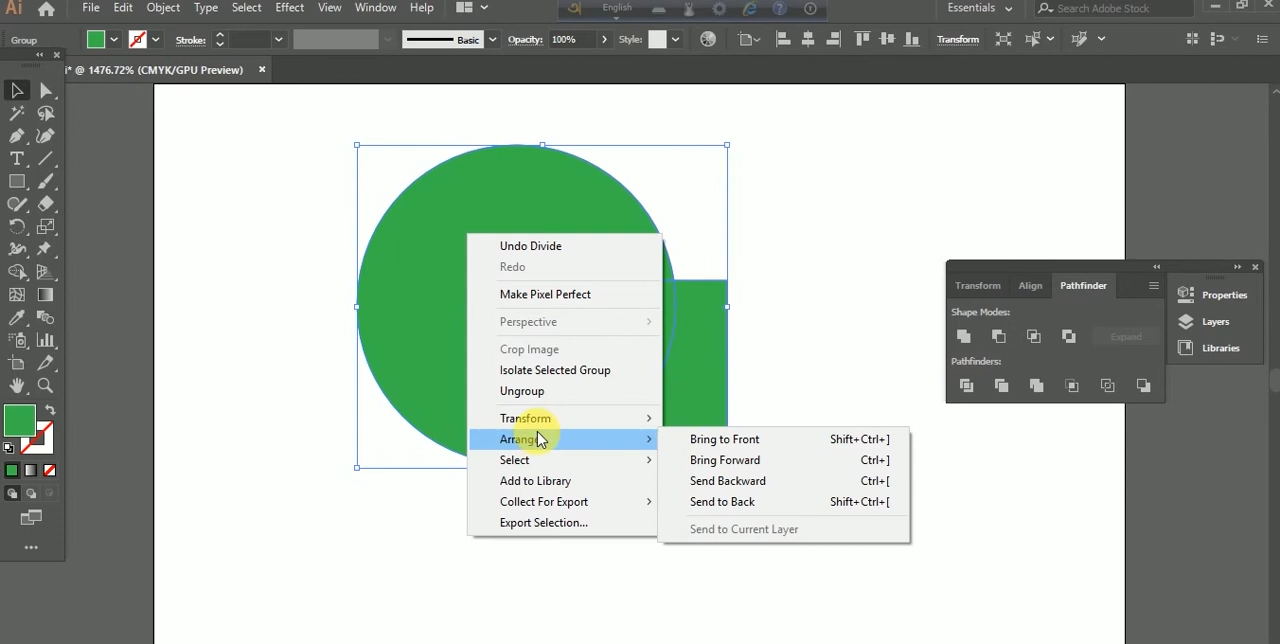 Ai File Edit Object Type Select Effect View Window Help English Essentials Search Adobe Stock
Group Stroke: Basic Opacity: 100% Style: Transform
i* @ 1476.72% (CMYK/GPU Preview)
Undo Divide
Redo
Make Pixel Perfect
Perspective
Crop Image
Isolate Selected Group
Ungroup
Transform
Arrange
Select
Add to Library
Collect For Export
Export Selection...
Bring to Front Shift+Ctrl+]
Bring Forward Ctrl+]
Send Backward Ctrl+[
Send to Back Shift+Ctrl+[
Send to Current Layer
Transform Align Pathfinder
Shape Modes:
Expand
Pathfinders:
Properties
Layers
Libraries